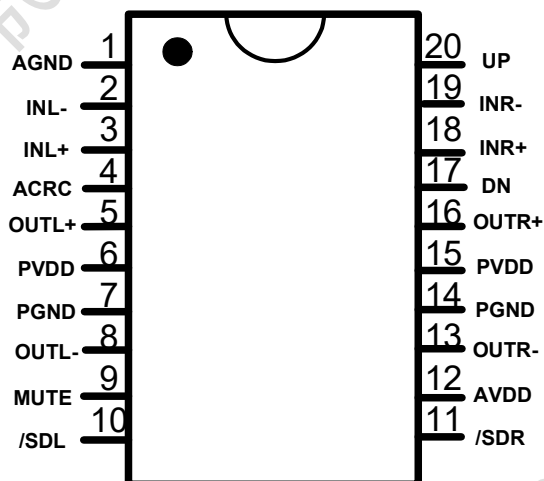 AGND 1
INL- 2
INL+ 3
ACRC 4
OUTL+ 5
PVDD 6
PGND 7
OUTL- 8
MUTE 9
/SDL 10
20 UP
19 INR-
18 INR+
17 DN
16 OUTR+
15 PVDD
14 PGND
13 OUTR-
12 AVDD
11 /SDR